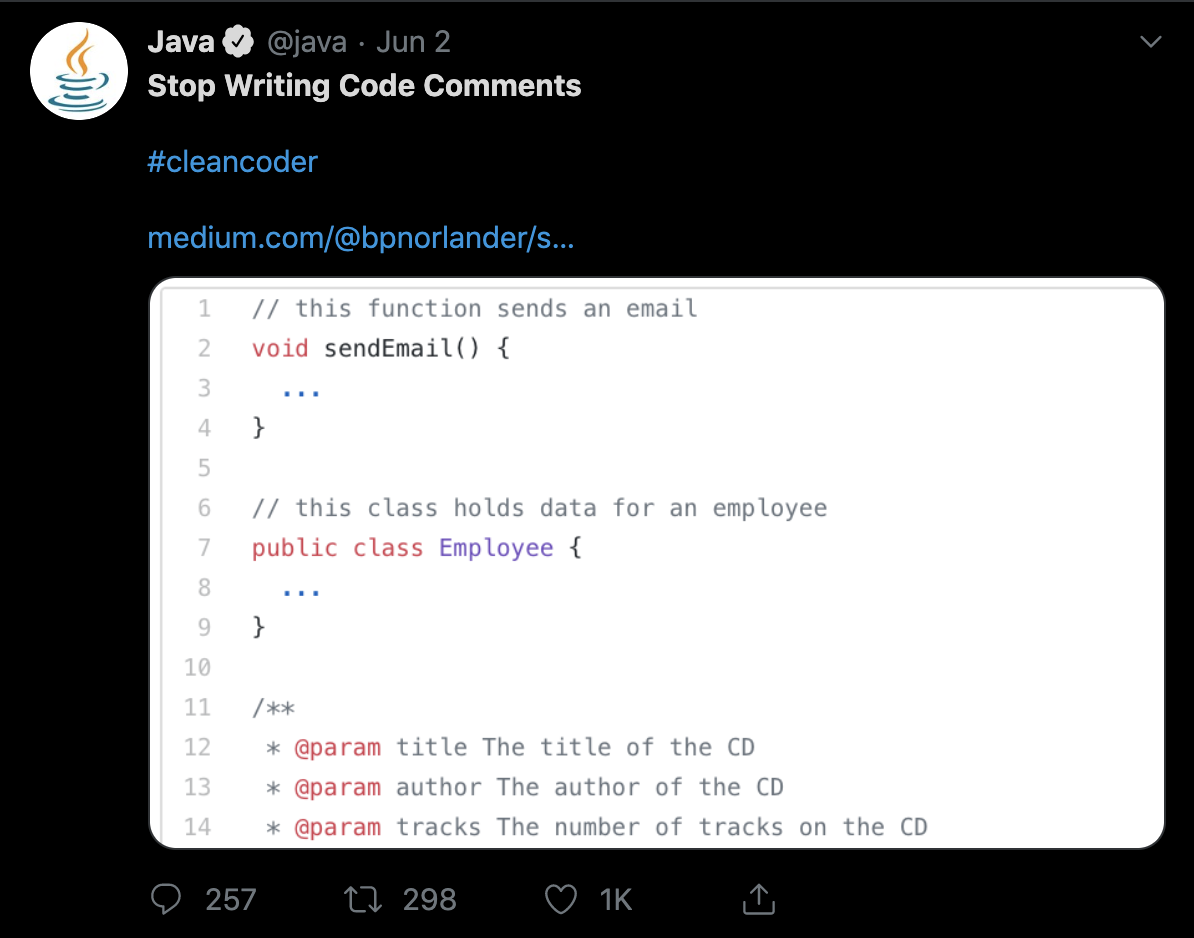 Java @java · Jun 2
Stop Writing Code Comments
#cleancoder
medium.com/@bpnorlander/s...
1 // this function sends an email
2 void sendEmail() {
3   ...
4 }
5
6 // this class holds data for an employee
7 public class Employee {
8   ...
9 }
10
11 /**
12  * @param title The title of the CD
13  * @param author The author of the CD
14  * @param tracks The number of tracks on the CD
257 298 1K